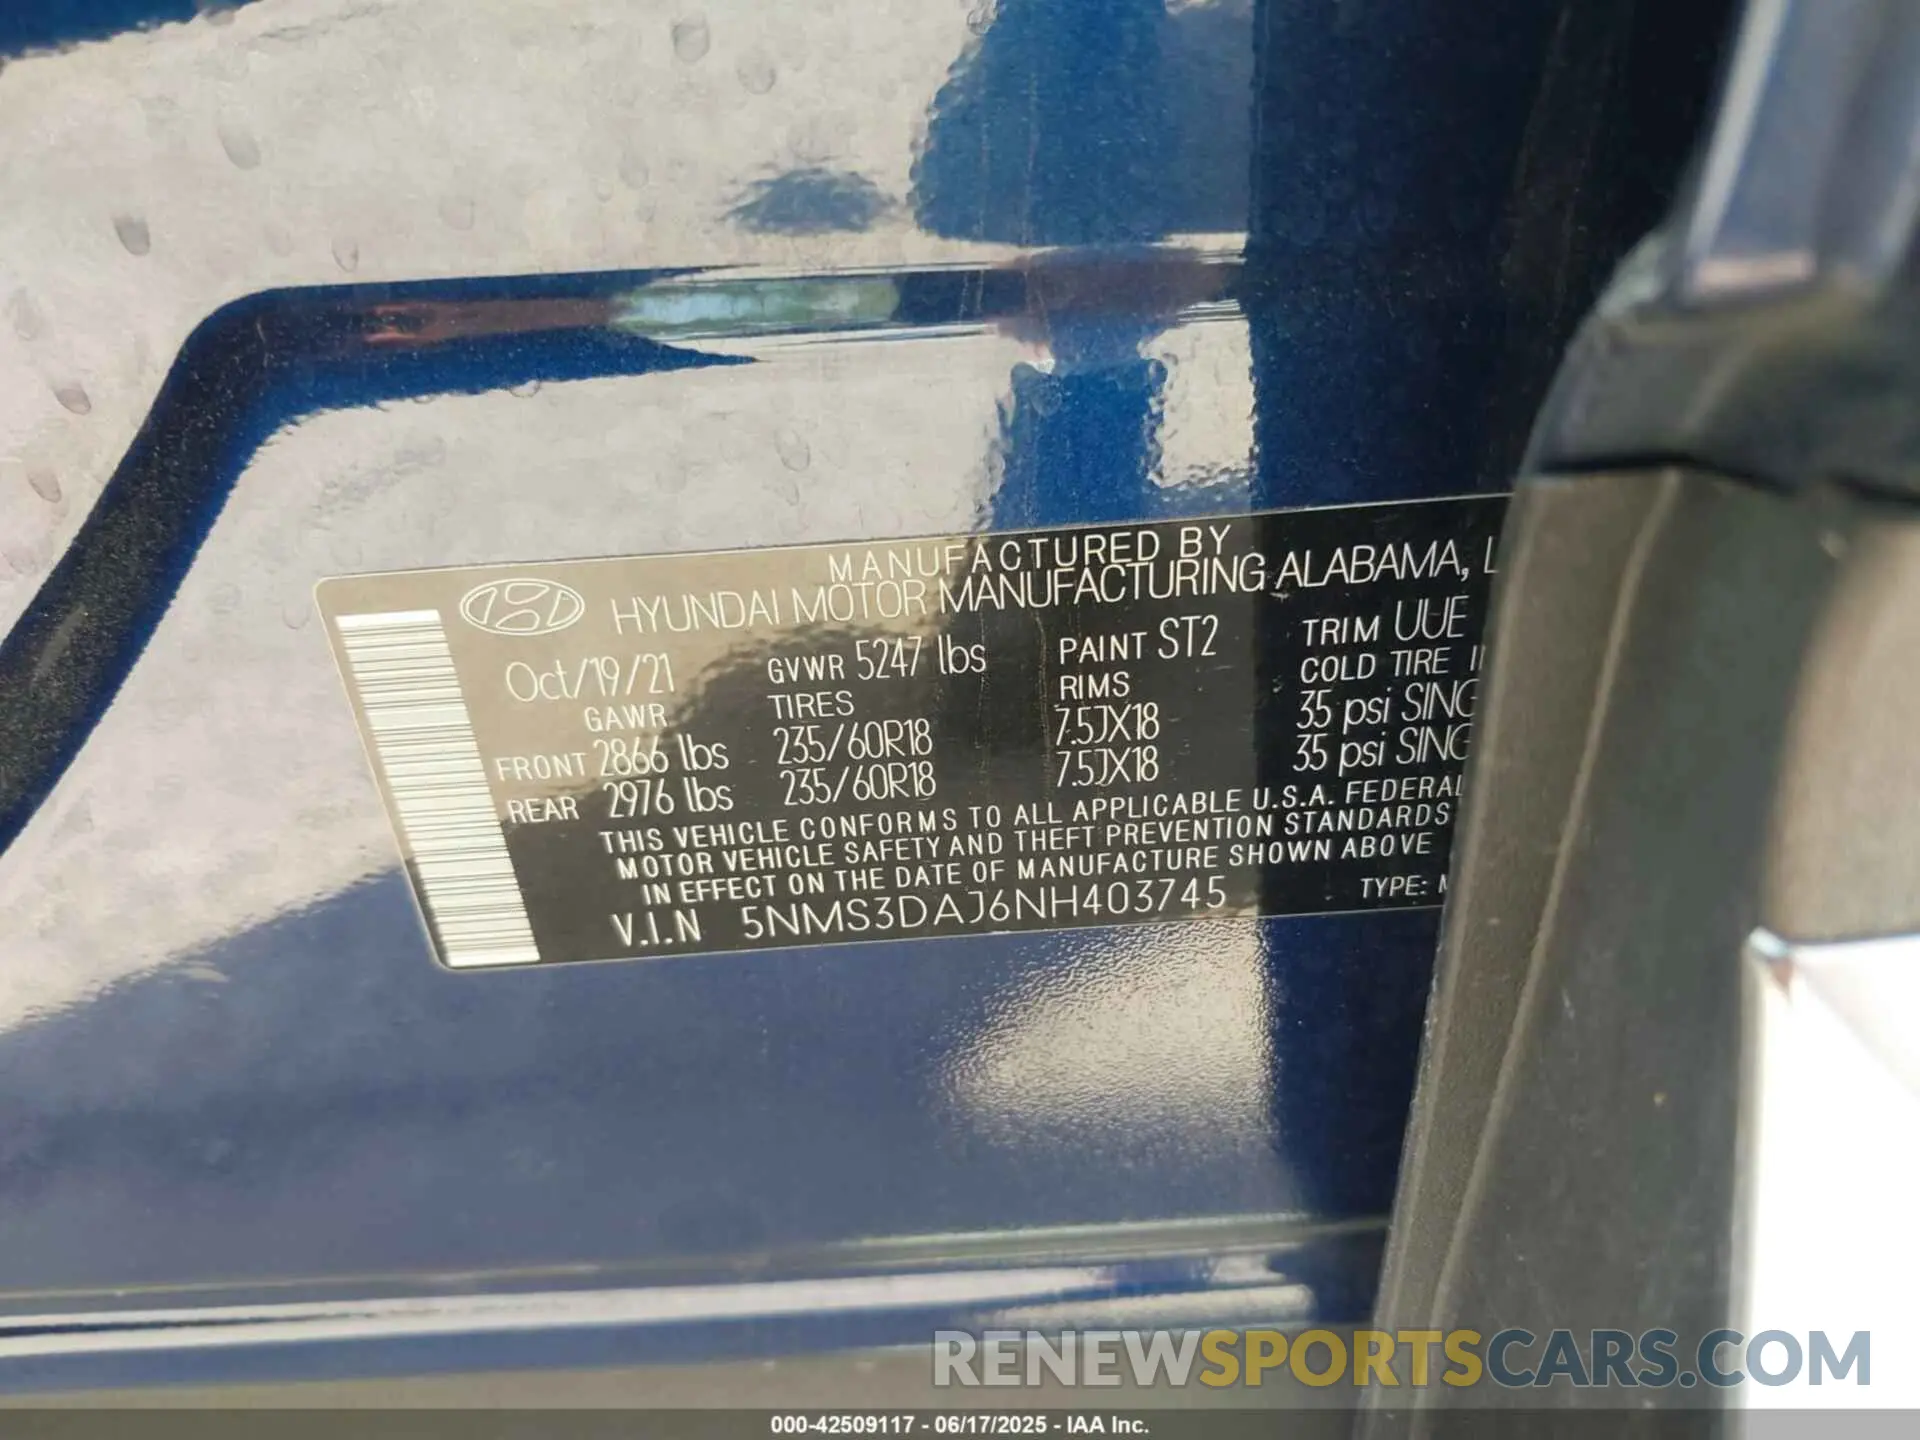 MANUFACTURED BY
HYUNDAI MOTOR MANUFACTURING ALABAMA, L
Oct/19/21 GVWR 5247 lbs PAINT ST2 TRIM UUE
GAWR TIRES RIMS COLD TIRE
FRONT 2866 lbs 235/60R18 7.5JX18 35 psi SING
REAR 2976 lbs 235/60R18 7.5JX18 35 psi SING
THIS VEHICLE CONFORMS TO ALL APPLICABLE U.S.A. FEDERAL
MOTOR VEHICLE SAFETY AND THEFT PREVENTION STANDARDS
IN EFFECT ON THE DATE OF MANUFACTURE SHOWN ABOVE
V.I.N 5NMS3DAJ6NH403745 TYPE:
RENEWSPORTSCARS.COM
000-42509117 - 06/17/2025 - IAA Inc.